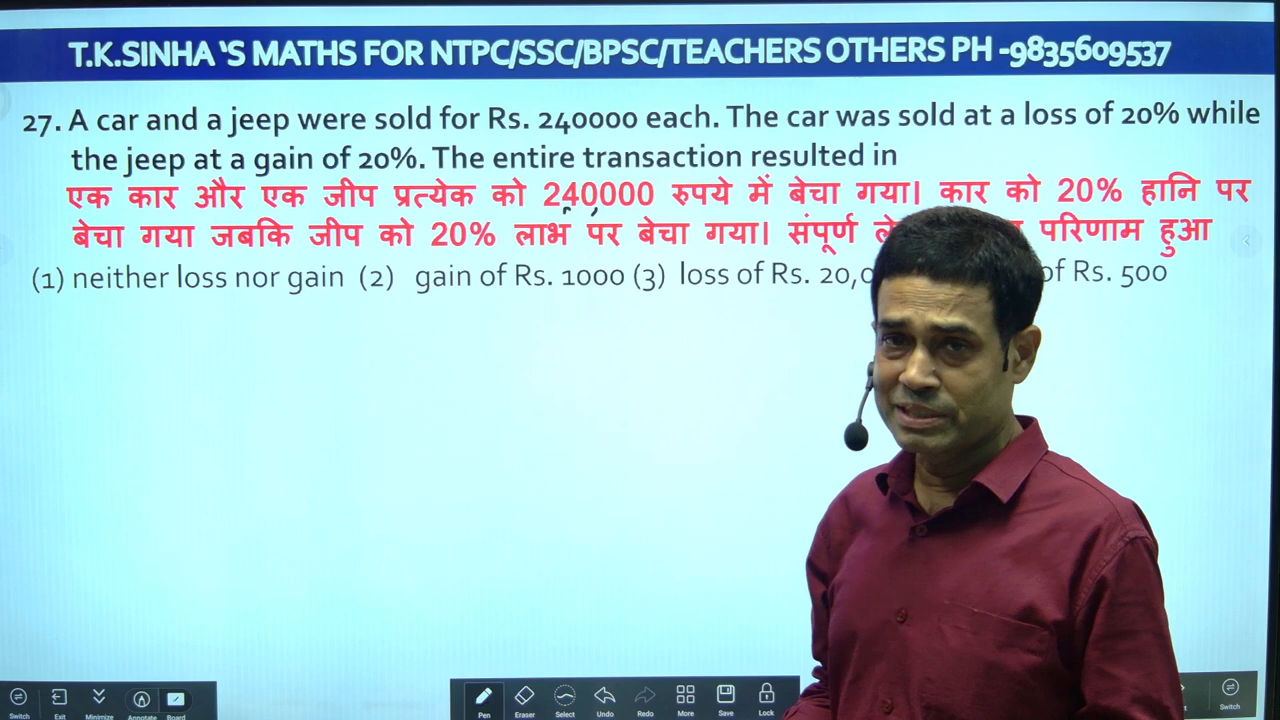 T.K.SINHA 'S MATHS FOR NTPC/SSC/BPSC/TEACHERS OTHERS PH -9835609537
27. A car and a jeep were sold for Rs. 240000 each. The car was sold at a loss of 20% while
the jeep at a gain of 20%. The entire transaction resulted in
एक कार और एक जीप प्रत्येक को 240000 रुपये में बेचा गया। कार को 20% हानि पर
बेचा गया जबकि जीप को 20% लाभ पर बेचा गया। संपूर्ण परिणाम हुआ
(1) neither loss nor gain (2) gain of Rs. 1000 (3) loss of Rs. of Rs. 500
Switch Exit Minimize Annotate Board Pen Eraser Select Undo Redo More Save Lock Switch